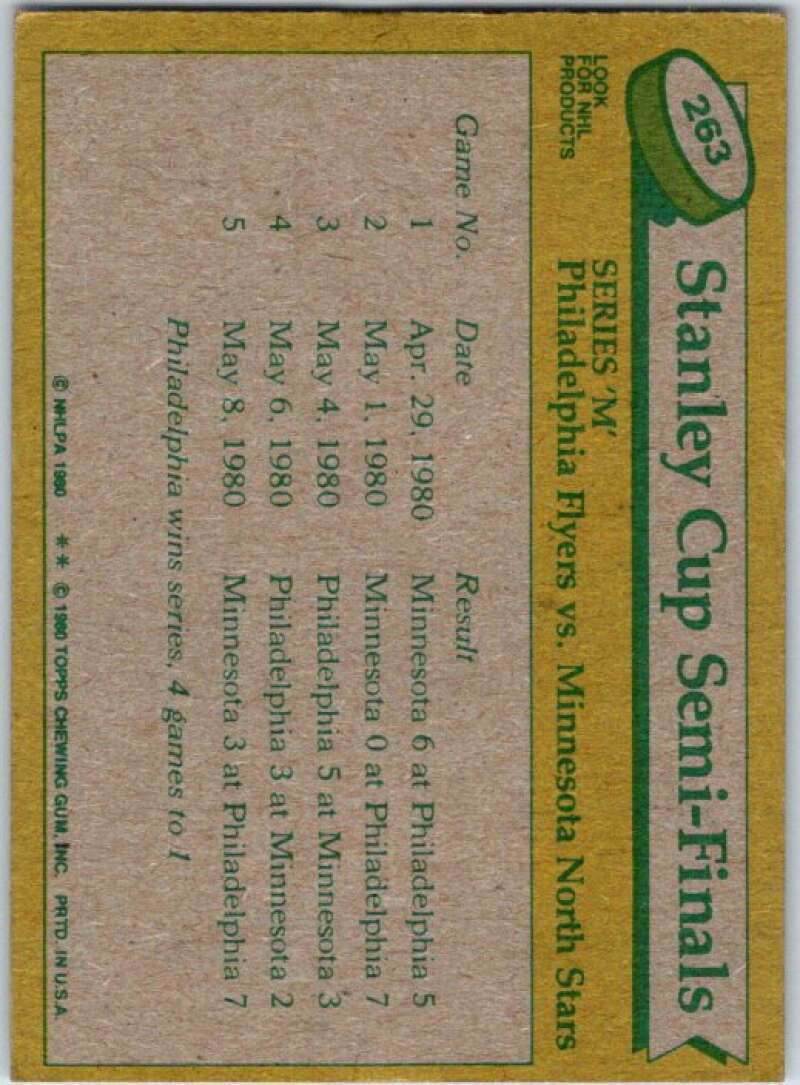 263
Stanley Cup Semi-Finals
LOOK
FOR NHL
PRODUCTS
SERIES 'M'
Philadelphia Flyers vs. Minnesota North Stars
Game No. Date Result
1 Apr. 29, 1980 Minnesota 6 at Philadelphia 5
2 May 1, 1980 Minnesota 0 at Philadelphia 7
3 May 4, 1980 Philadelphia 5 at Minnesota 3
4 May 6, 1980 Philadelphia 3 at Minnesota 2
5 May 8, 1980 Minnesota 3 at Philadelphia 7
Philadelphia wins series, 4 games to 1
© NHLPA 1980 ** © 1980 TOPPS CHEWING GUM, INC. PRTD. IN U.S.A.